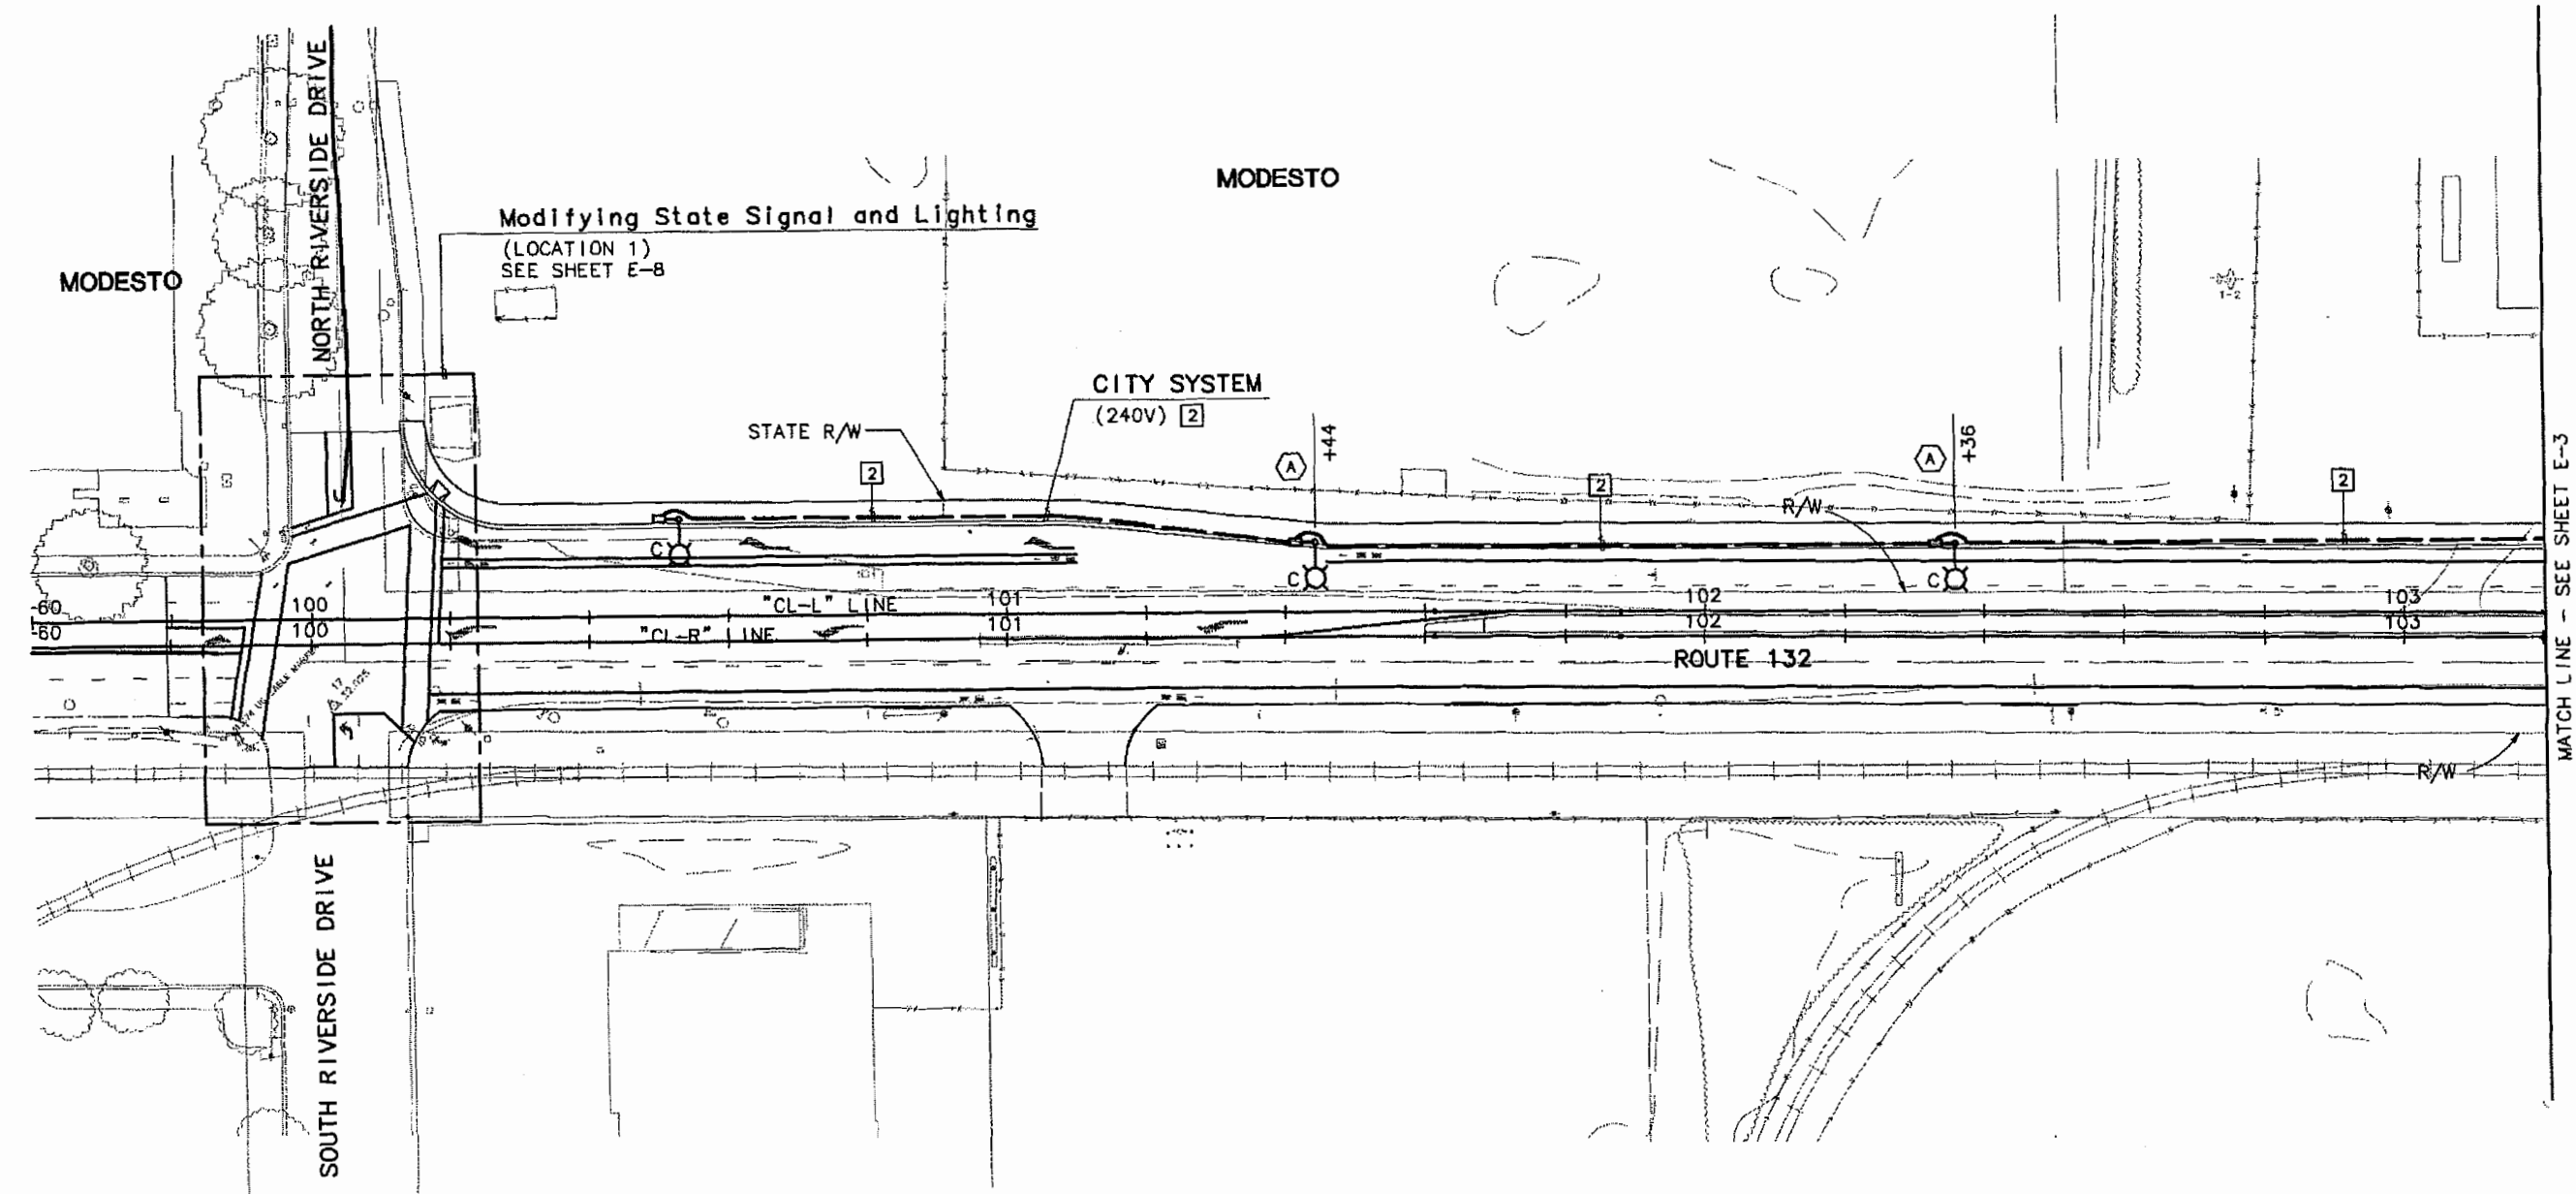 NORTH RIVERSIDE DRIVE
MODESTO
MODESTO
Modifying State Signal and Lighting
(LOCATION 1)
SEE SHEET E-8
CITY SYSTEM
(240V) 2
STATE R/W
2
A
+44
2
A
+36
2
R/W
C
C
C
-60
100
"CL-L" LINE
101
102
103
-60
100
"CL-R" LINE
101
102
103
ROUTE 132
R/W
MATCH LINE - SEE SHEET E-3
SOUTH RIVERSIDE DRIVE